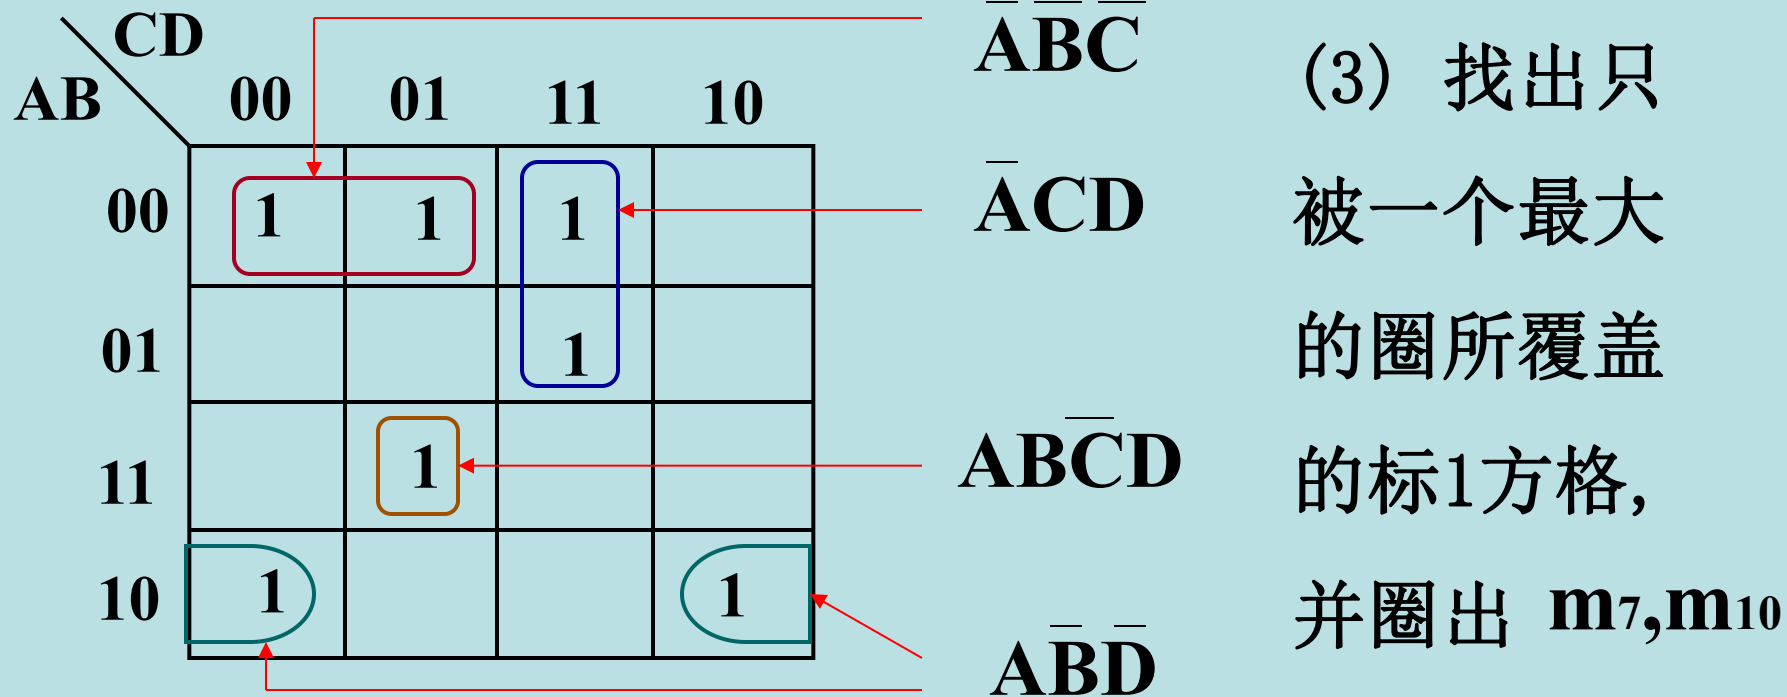 CD
AB
00 01 11 10
00 1 1 1
01 1
11 1
10 1 1
A̅B̅C̅
A̅CD
ABC̅D
AB̅D̅
(3) 找出只
被一个最大
的圈所覆盖
的标1方格,
并圈出 m₇,m₁₀